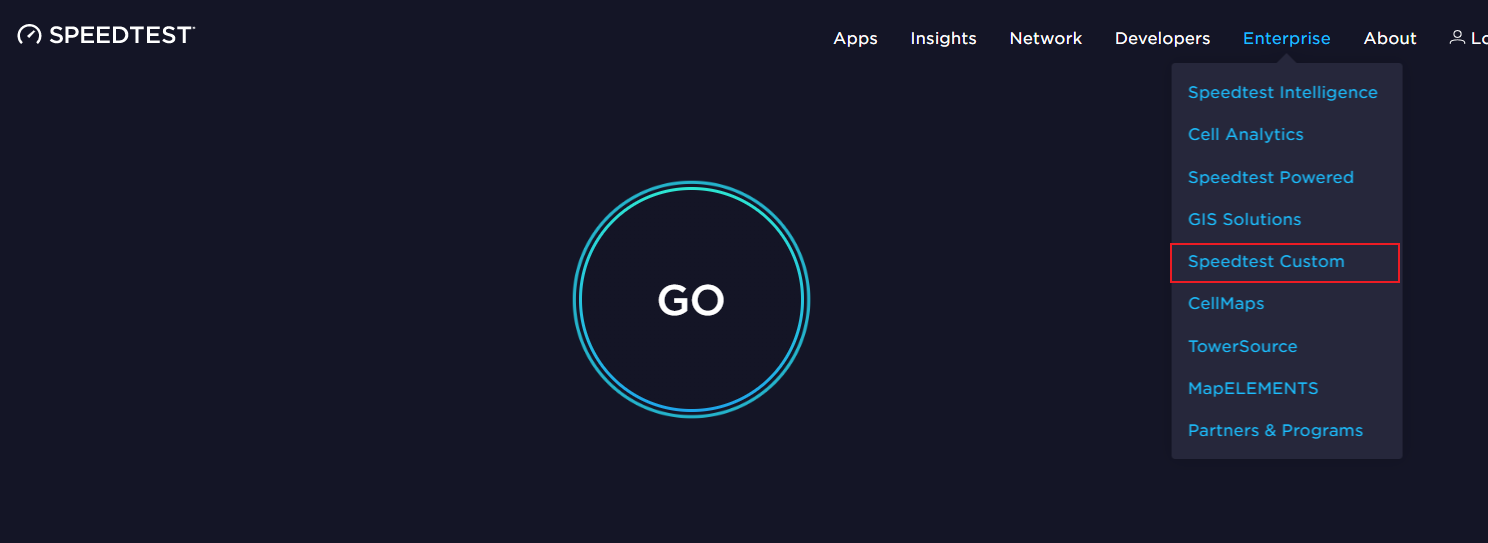 SPEEDTEST
Apps Insights Network Developers Enterprise About Lo
Speedtest Intelligence
Cell Analytics
Speedtest Powered
GIS Solutions
Speedtest Custom
CellMaps
TowerSource
MapELEMENTS
Partners & Programs
GO